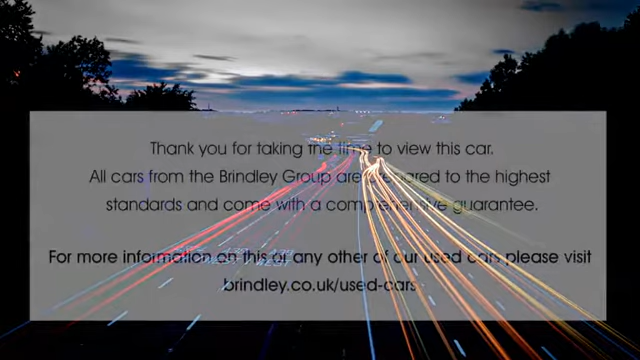 Thank you for taking the time to view this car.
All cars from the Brindley Group are prepared to the highest
standards and come with a comprehensive guarantee.
For more information on this or any other of our used cars please visit
brindley.co.uk/used-cars